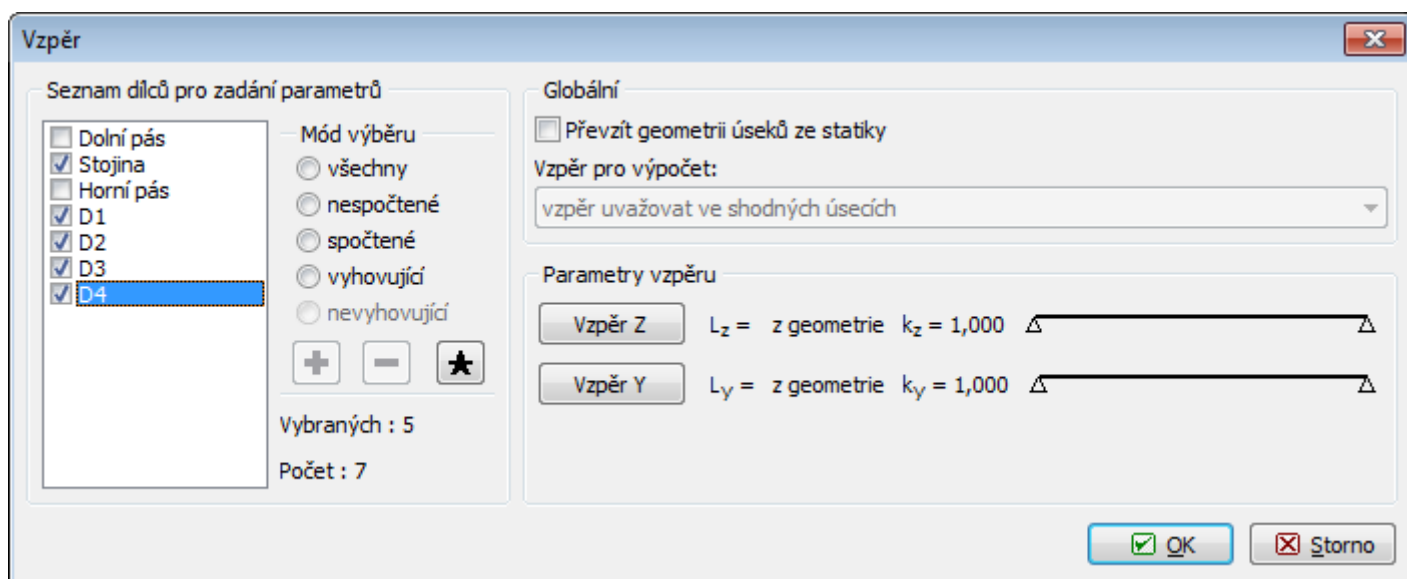 Vzpěr
Seznam dílců pro zadání parametrů
Dolní pás
Stojina
Horní pás
D1
D2
D3
D4
Mód výběru
všechny
nespočtené
spočtené
vyhovující
nevyhovující
Vybraných : 5
Počet : 7
Globální
Převzít geometrii úseků ze statiky
Vzpěr pro výpočet:
vzpěr uvažovat ve shodných úsecích
Parametry vzpěru
Vzpěr Z Lz = z geometrie kz = 1,000
Vzpěr Y Ly = z geometrie ky = 1,000
OK Storno